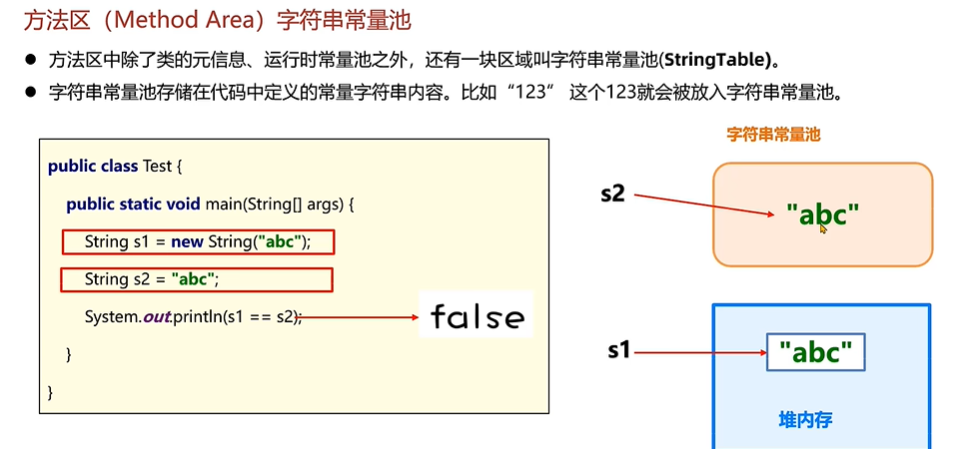 方法区（Method Area）字符串常量池
● 方法区中除了类的元信息、运行时常量池之外，还有一块区域叫字符串常量池(StringTable)。
● 字符串常量池存储在代码中定义的常量字符串内容。比如“123” 这个123就会被放入字符串常量池。
public class Test {
public static void main(String[] args) {
String s1 = new String("abc");
String s2 = "abc";
System.out.println(s1 == s2);
false
}
}
字符串常量池
s2
"abc"
s1
"abc"
堆内存